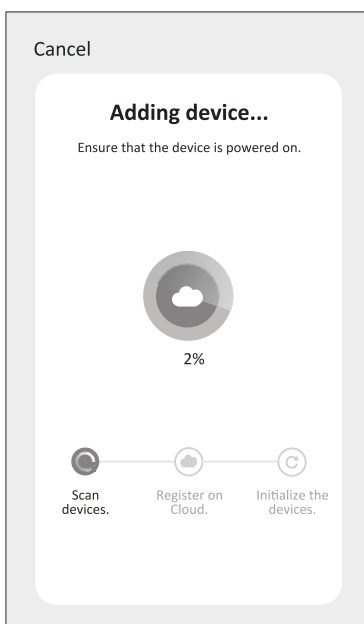 Cancel
Adding device...
Ensure that the device is powered on.
2%
Scan
devices.
Register on
Cloud.
Initialize the
devices.